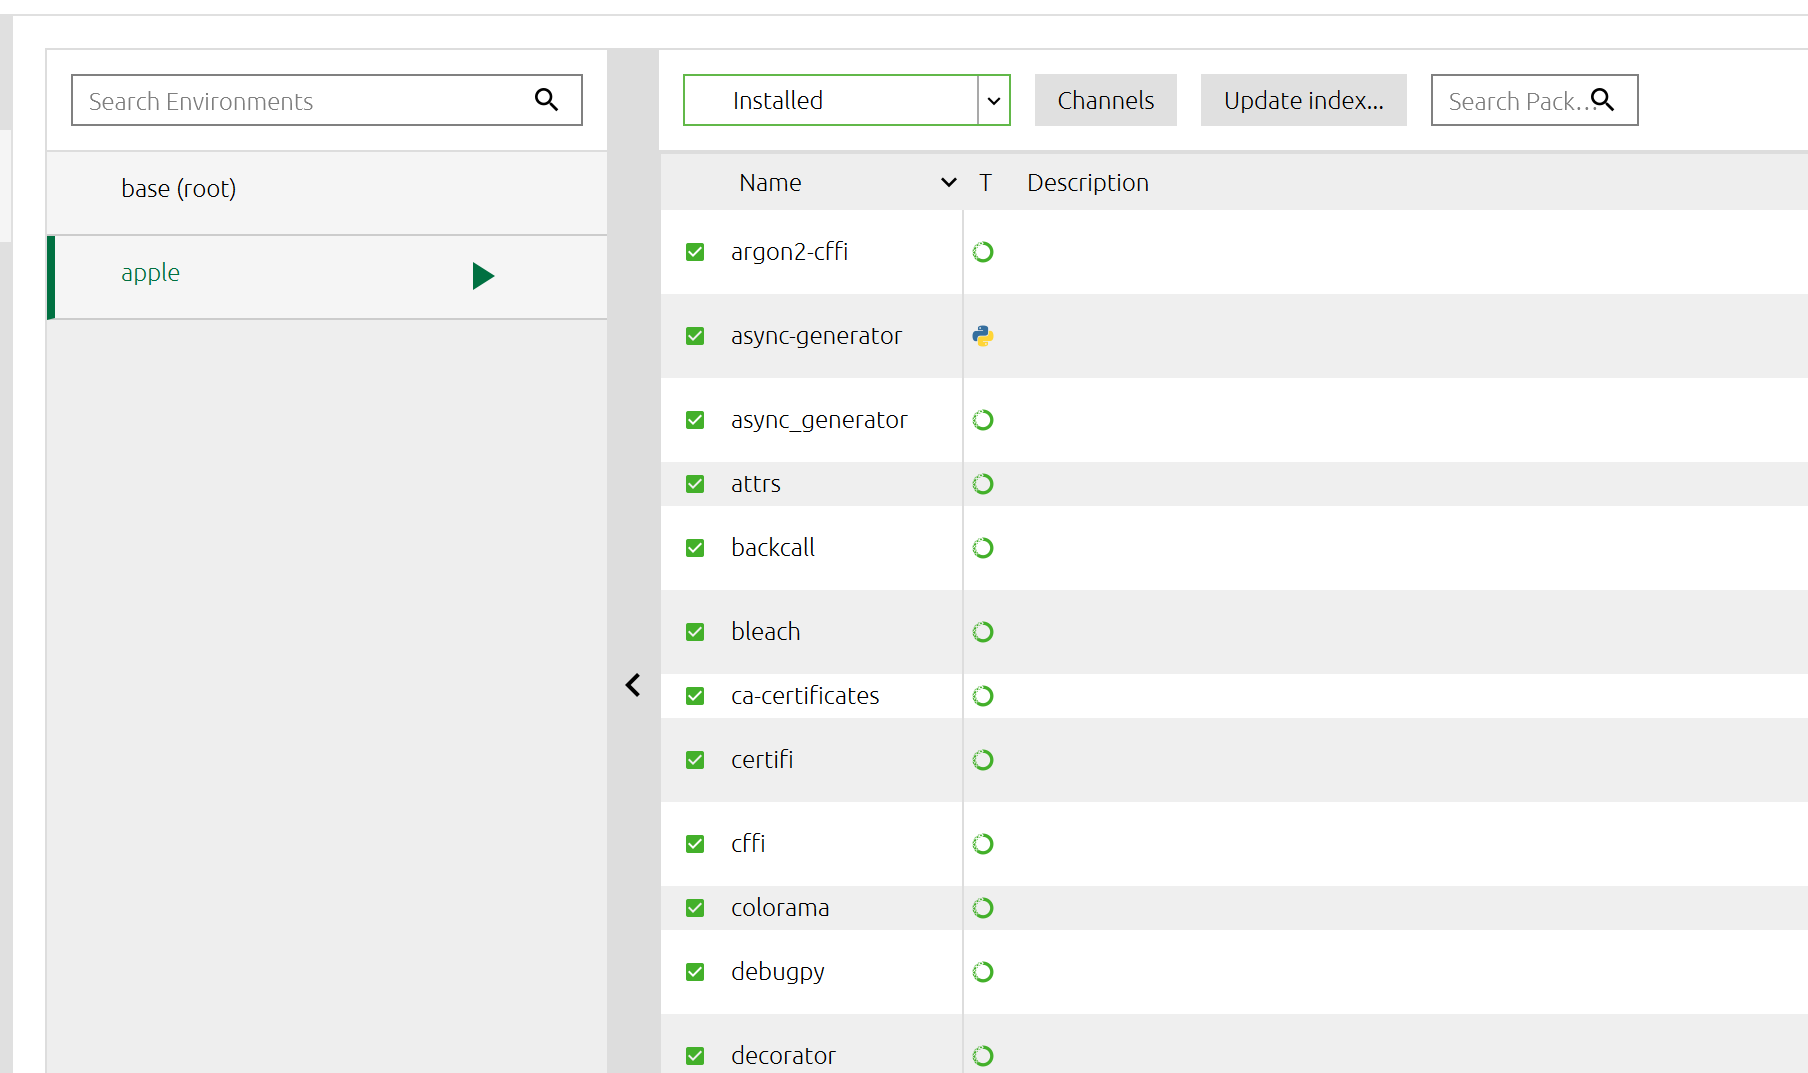 Search Environments
Installed
Channels
Update index...
Search Pack...
base (root)
apple
Name T Description
argon2-cffi
async-generator
async_generator
attrs
backcall
bleach
ca-certificates
certifi
cffi
colorama
debugpy
decorator